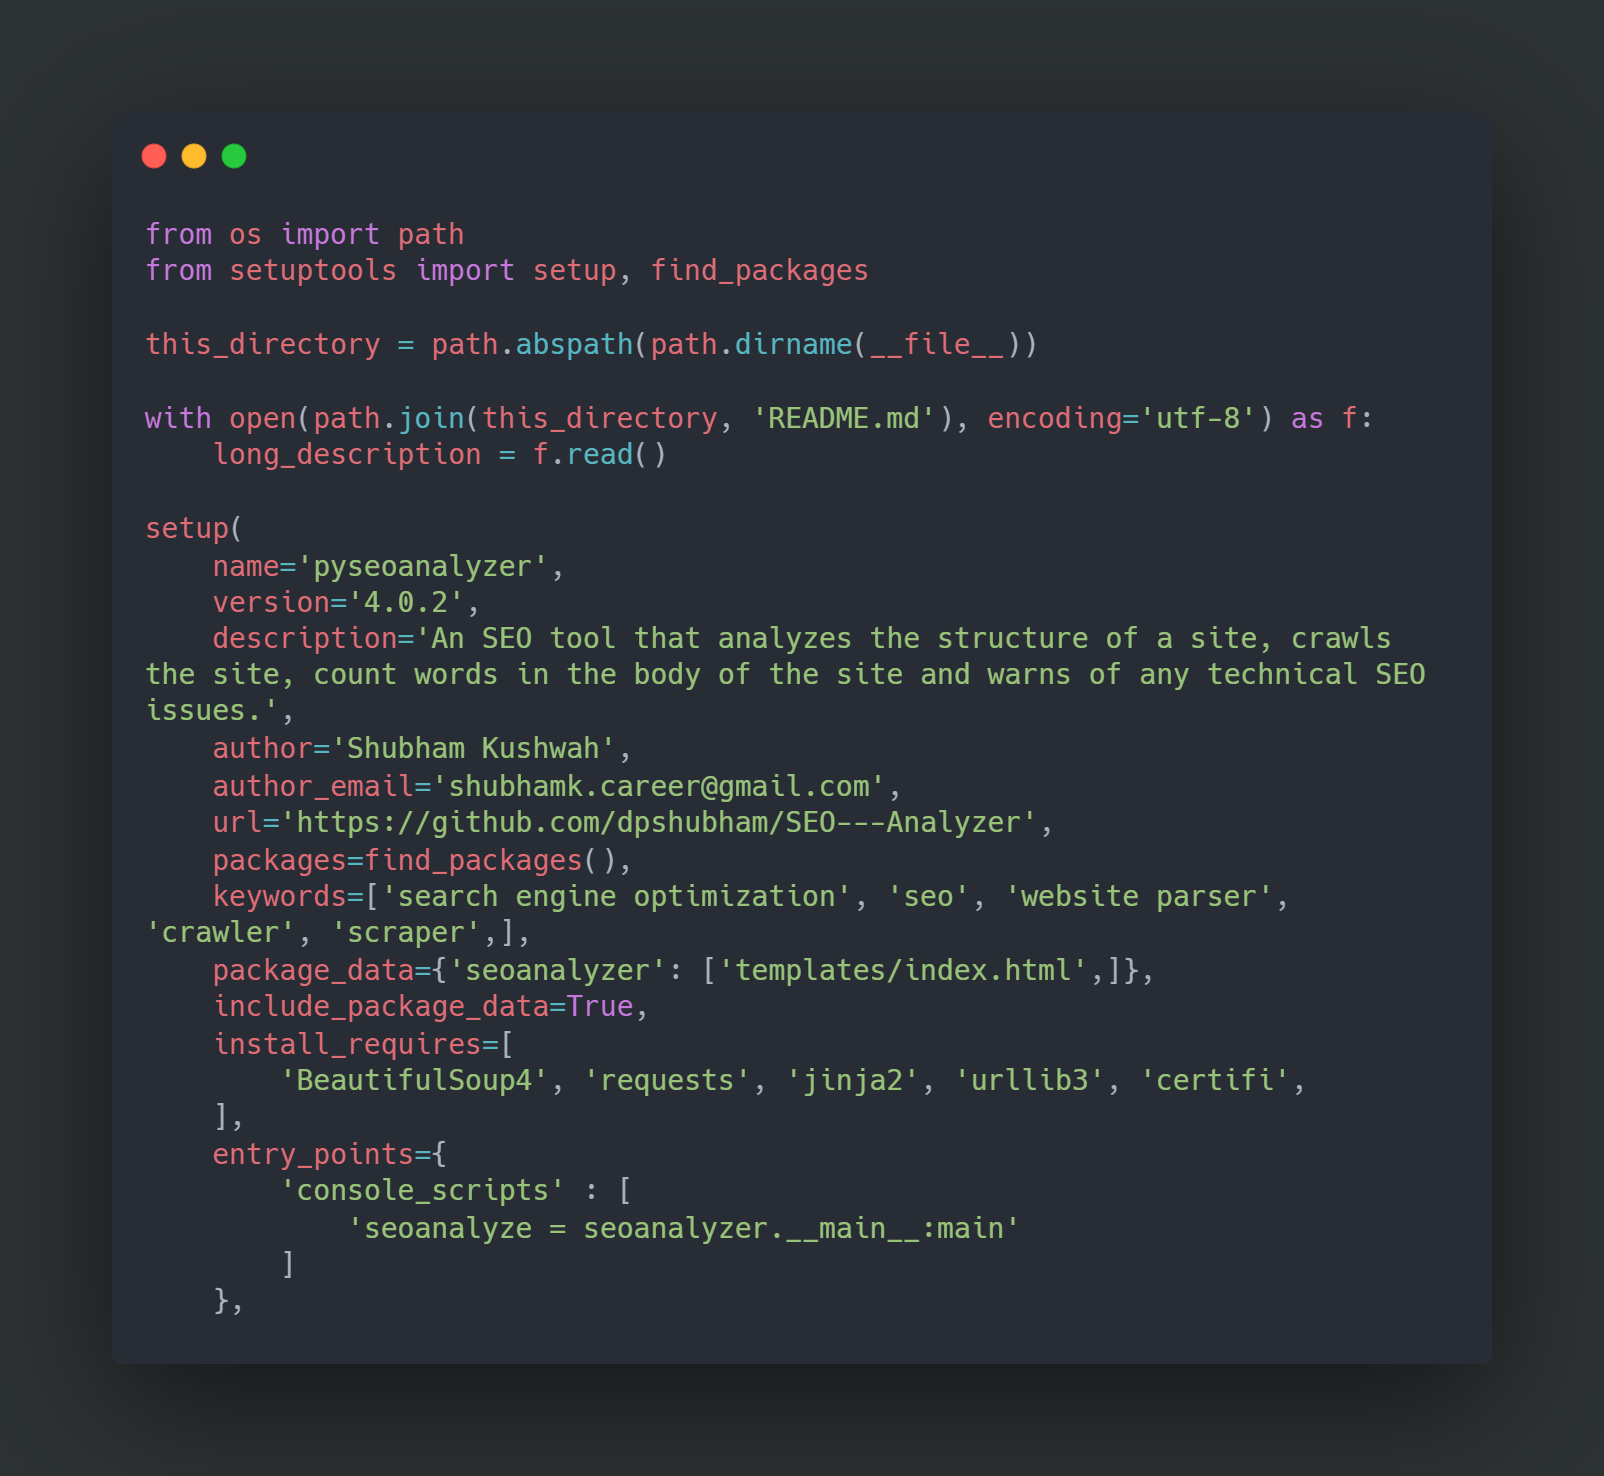 from os import path
from setuptools import setup, find_packages

this_directory = path.abspath(path.dirname(__file__))

with open(path.join(this_directory, 'README.md'), encoding='utf-8') as f:
    long_description = f.read()

setup(
    name='pyseoanalyzer',
    version='4.0.2',
    description='An SEO tool that analyzes the structure of a site, crawls
the site, count words in the body of the site and warns of any technical SEO
issues.',
    author='Shubham Kushwah',
    author_email='shubhamk.career@gmail.com',
    url='https://github.com/dpshubham/SEO---Analyzer',
    packages=find_packages(),
    keywords=['search engine optimization', 'seo', 'website parser',
'crawler', 'scraper',],
    package_data={'seoanalyzer': ['templates/index.html',]},
    include_package_data=True,
    install_requires=[
        'BeautifulSoup4', 'requests', 'jinja2', 'urllib3', 'certifi',
    ],
    entry_points={
        'console_scripts' : [
            'seoanalyze = seoanalyzer.__main__:main'
        ]
    },